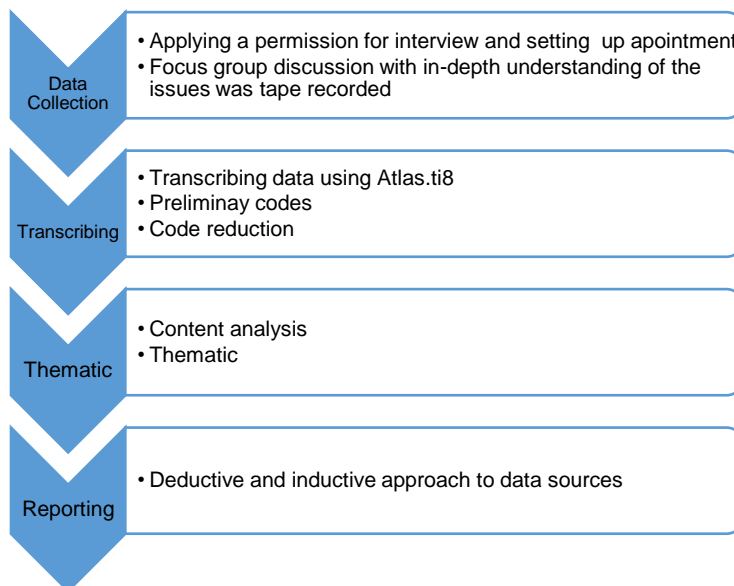 Data
Collection
• Applying a permission for interview and setting up apointment
• Focus group discussion with in-depth understanding of the
issues was tape recorded
Transcribing
• Transcribing data using Atlas.ti8
• Preliminay codes
• Code reduction
Thematic
• Content analysis
• Thematic
Reporting
• Deductive and inductive approach to data sources